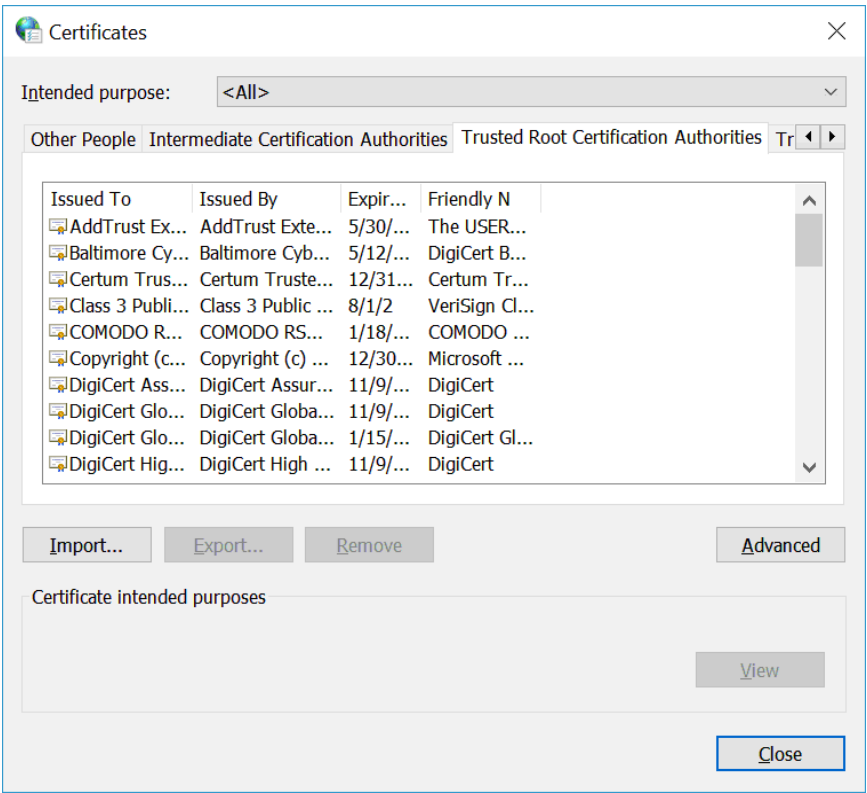 Certificates
Intended purpose: <All>
Other People Intermediate Certification Authorities Trusted Root Certification Authorities Tr
Issued To Issued By Expir... Friendly N
AddTrust Ex... AddTrust Exte... 5/30/... The USER...
Baltimore Cy... Baltimore Cyb... 5/12/... DigiCert B...
Certum Trus... Certum Truste... 12/31... Certum Tr...
Class 3 Publi... Class 3 Public ... 8/1/2 VeriSign Cl...
COMODO R... COMODO RS... 1/18/... COMODO ...
Copyright (c... Copyright (c) ... 12/30... Microsoft ...
DigiCert Ass... DigiCert Assur... 11/9/... DigiCert
DigiCert Glo... DigiCert Globa... 11/9/... DigiCert
DigiCert Glo... DigiCert Globa... 1/15/... DigiCert Gl...
DigiCert Hig... DigiCert High ... 11/9/... DigiCert
Import... Export... Remove Advanced
Certificate intended purposes
View
Close